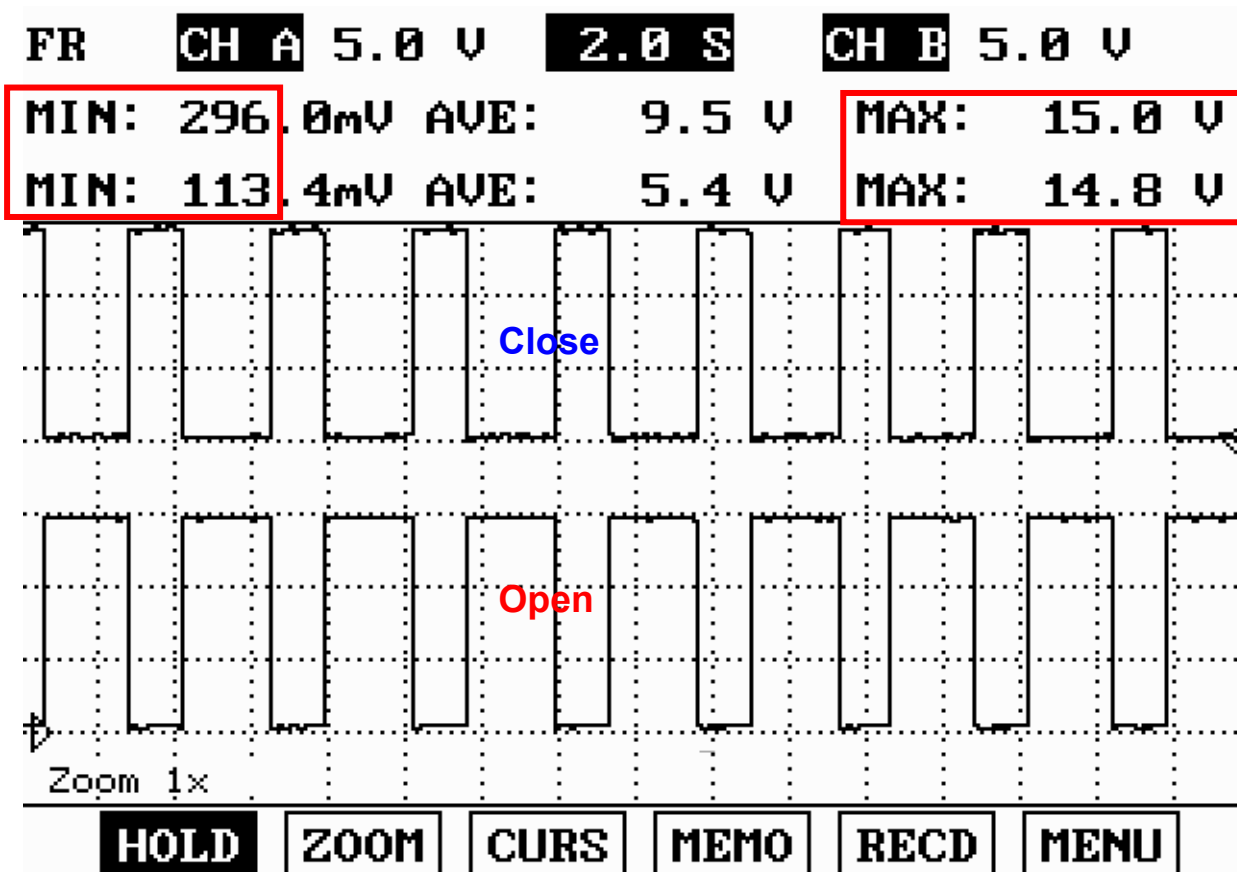 FR CH A 5.0 V 2.0 S CH B 5.0 V
MIN: 296.0mV AVE: 9.5 V MAX: 15.0 V
MIN: 113.4mV AVE: 5.4 V MAX: 14.8 V
Close
Open
Zoom 1x
HOLD ZOOM CURS MEMO RECD MENU